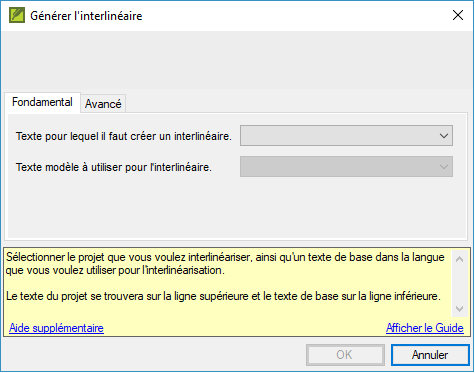 Générer l'interlinéaire
Fondamental Avancé
Texte pour lequel il faut créer un interlinéaire.
Texte modèle à utiliser pour l'interlinéaire.
Sélectionner le projet que vous voulez interlinéariser, ainsi qu'un texte de base dans la langue
que vous voulez utiliser pour l'interlinéarisation.
Le texte du projet se trouvera sur la ligne supérieure et le texte de base sur la ligne inférieure.
Aide supplémentaire Afficher le Guide
OK Annuler